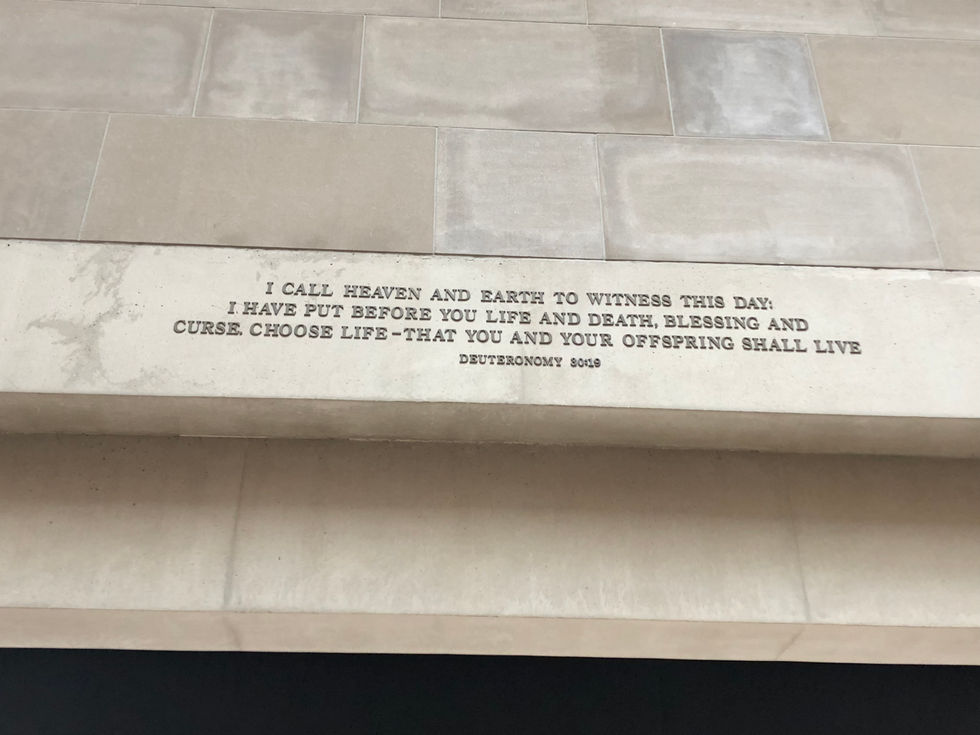 I CALL HEAVEN AND EARTH TO WITNESS THIS DAY:
I HAVE PUT BEFORE YOU LIFE AND DEATH, BLESSING AND
CURSE. CHOOSE LIFE – THAT YOU AND YOUR OFFSPRING SHALL LIVE
DEUTERONOMY 30:19